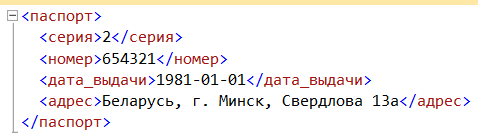 <паспорт>
<серия>2</серия>
<номер>654321</номер>
<дата_выдачи>1981-01-01</дата_выдачи>
<адрес>Беларусь, г. Минск, Свердлова 13а</адрес>
</паспорт>